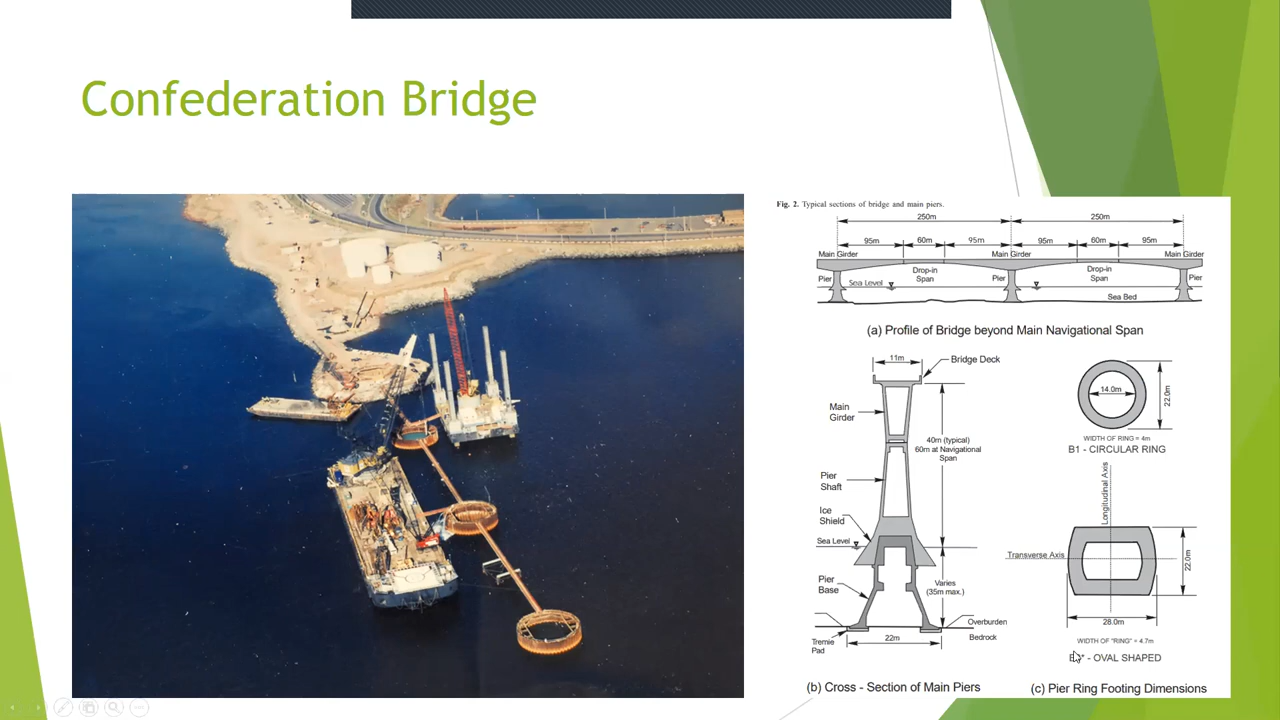 Confederation Bridge
Fig. 2. Typical sections of bridge and main piers.
250m 250m
95m 60m 95m 95m 60m 95m
Main Girder Main Girder Main Girder
Pier Drop-in Span Pier Drop-in Span Pier
Sea Level
Sea Bed
(a) Profile of Bridge beyond Main Navigational Span
11m
Bridge Deck
Main
Girder
40m (typical)
60m at Navigational
Span
Pier
Shaft
Ice
Shield
Sea Level
Pier
Base
Varies
(35m max.)
Overburden
Bedrock
Tremie
Pad
22m
(b) Cross - Section of Main Piers
14.0m
22.0m
WIDTH OF RING = 4m
B1 - CIRCULAR RING
Longitudinal Axis
Transverse Axis
22.0m
28.0m
WIDTH OF "RING" = 4.7m
- OVAL SHAPED
(c) Pier Ring Footing Dimensions